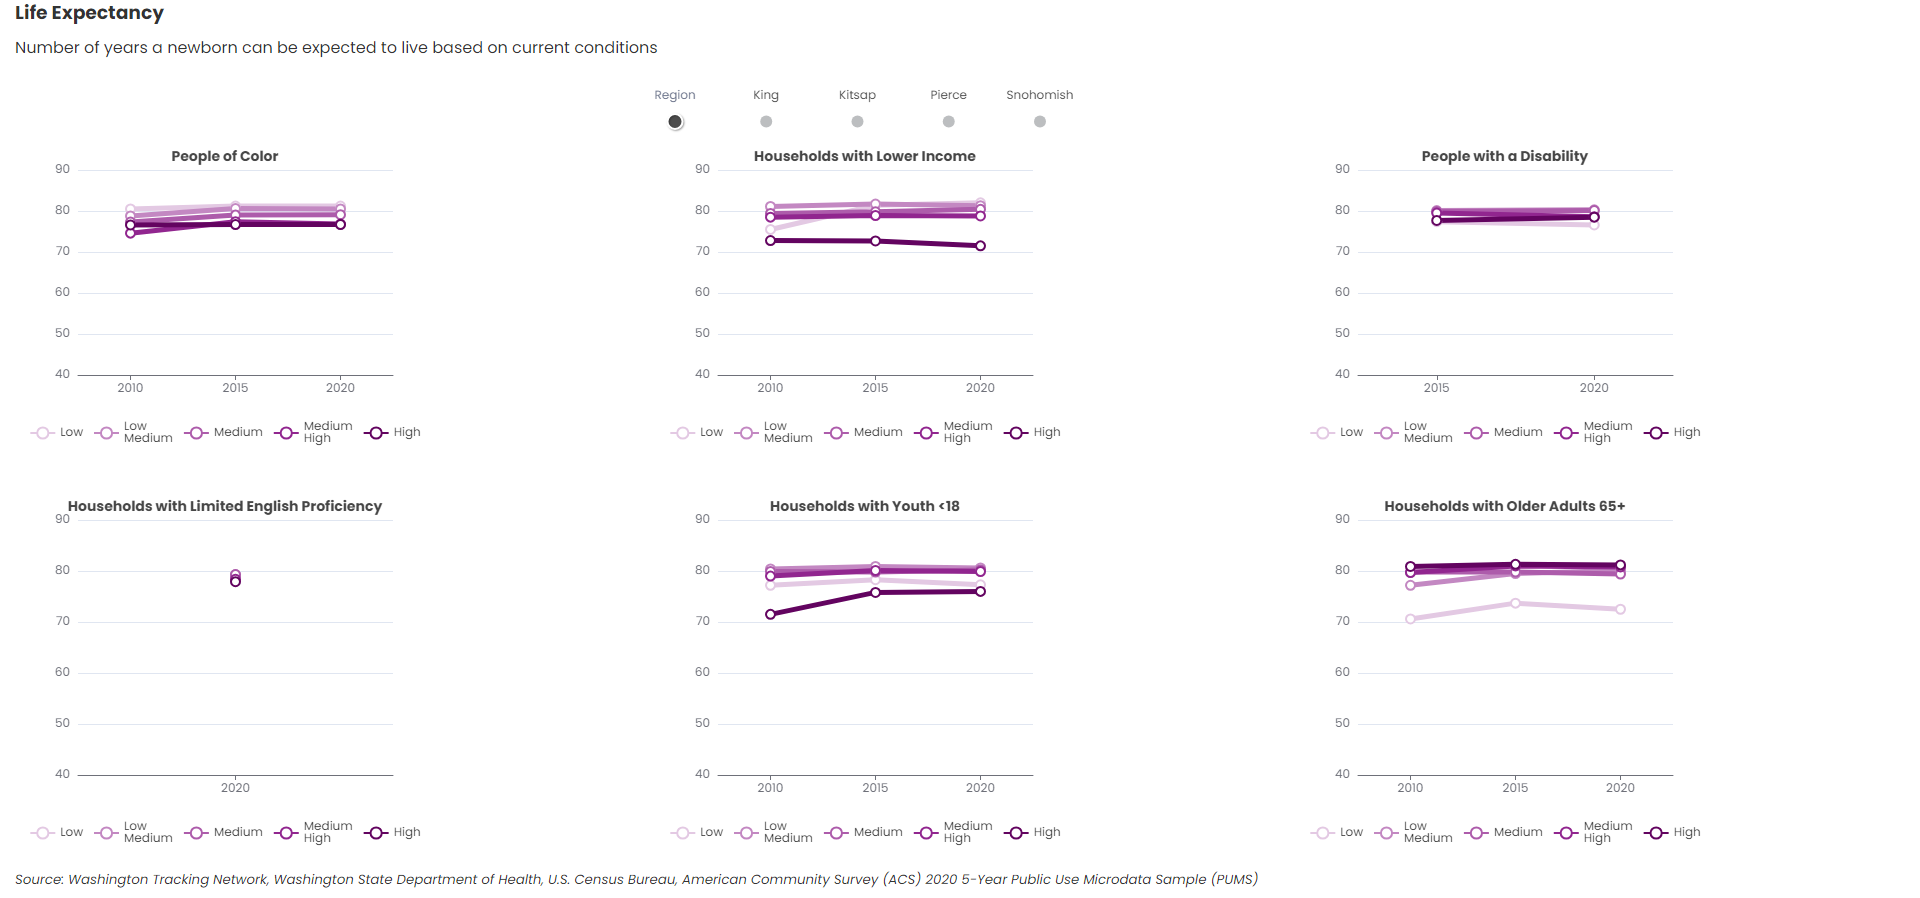 Life Expectancy
Number of years a newborn can be expected to live based on current conditions
Region King Kitsap Pierce Snohomish
People of Color
90
80
70
60
50
40
2010 2015 2020
Low Low Medium Medium Medium High High
Households with Lower Income
90
80
70
60
50
40
2010 2015 2020
Low Low Medium Medium Medium High High
People with a Disability
90
80
70
60
50
40
2015 2020
Low Low Medium Medium Medium High High
Households with Limited English Proficiency
90
80
70
60
50
40
2020
Low Low Medium Medium Medium High High
Households with Youth <18
90
80
70
60
50
40
2010 2015 2020
Low Low Medium Medium Medium High High
Households with Older Adults 65+
90
80
70
60
50
40
2010 2015 2020
Low Low Medium Medium Medium High High
Source: Washington Tracking Network, Washington State Department of Health, U.S. Census Bureau, American Community Survey (ACS) 2020 5-Year Public Use Microdata Sample (PUMS)